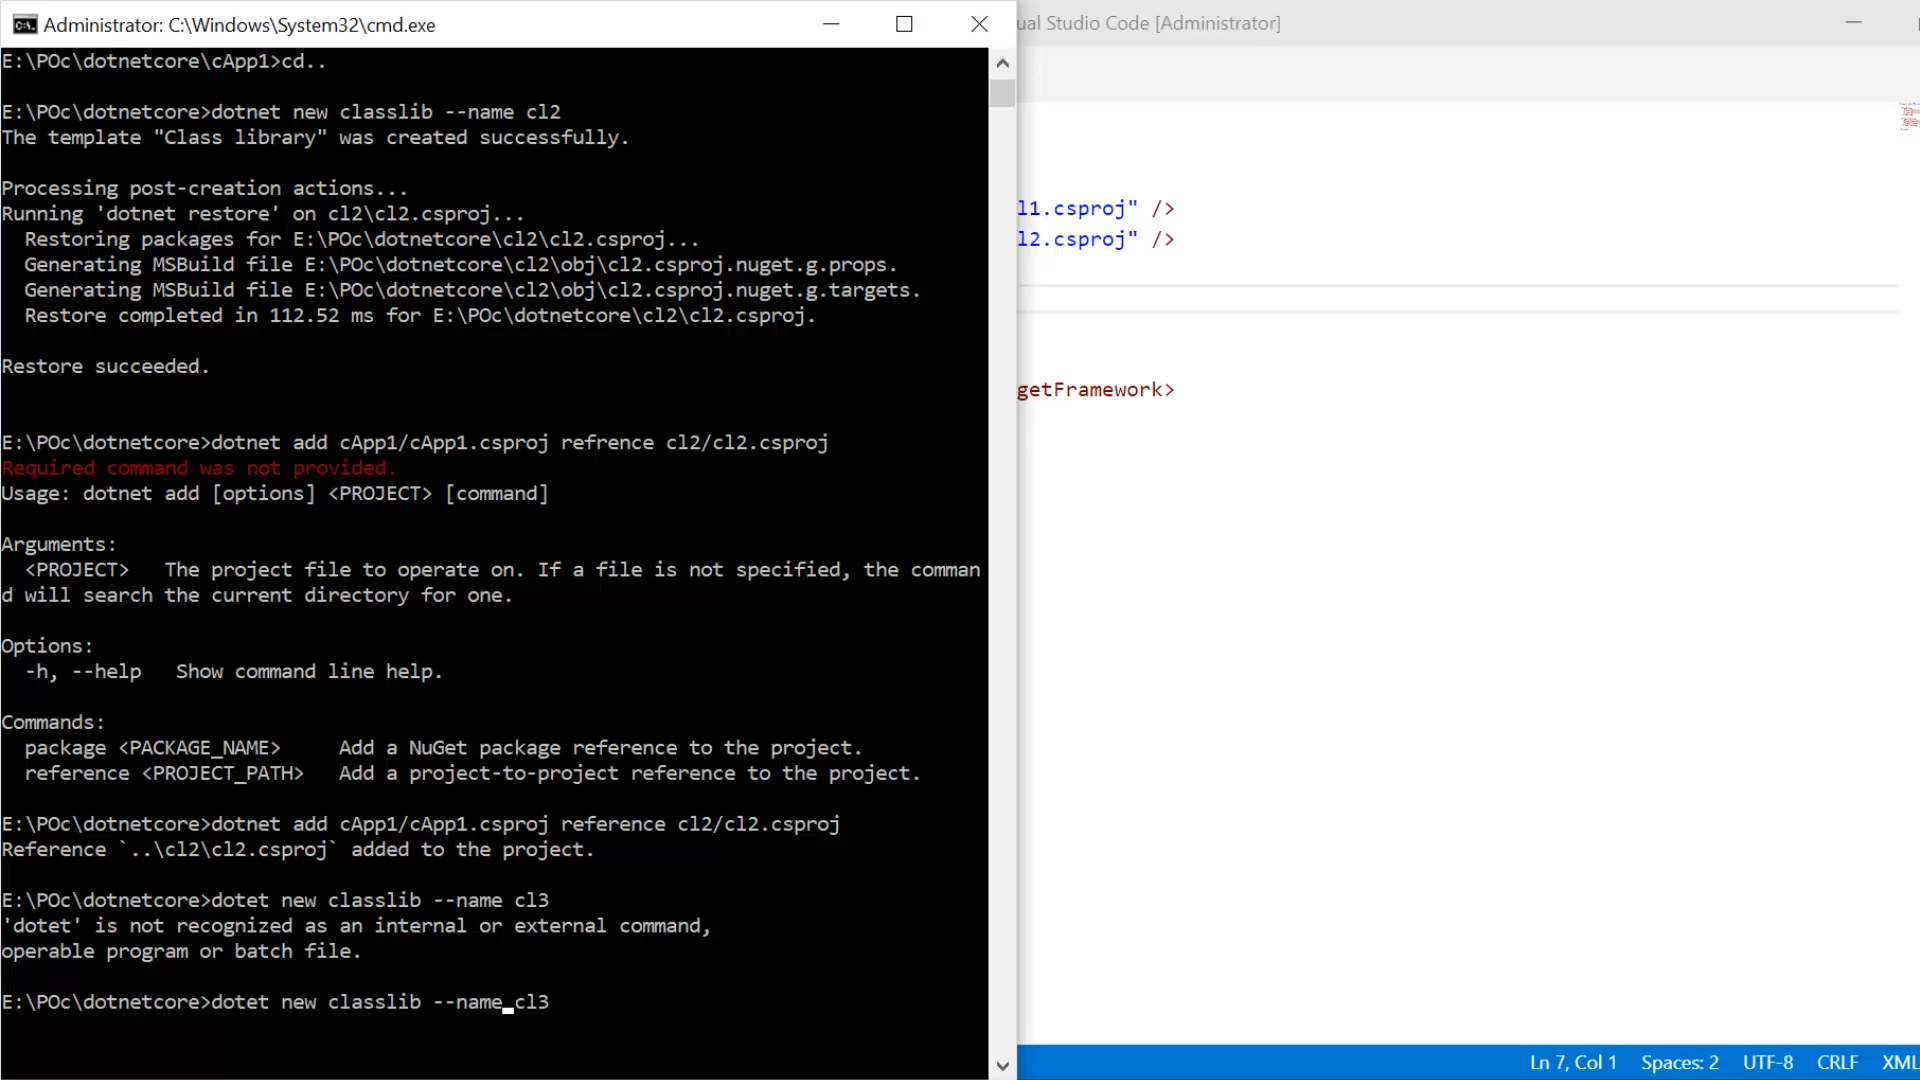 Administrator: C:\Windows\System32\cmd.exe
ual Studio Code [Administrator]
E:\POc\dotnetcore\cApp1>cd..
E:\POc\dotnetcore>dotnet new classlib --name cl2
The template "Class library" was created successfully.
Processing post-creation actions...
Running 'dotnet restore' on cl2\cl2.csproj...
Restoring packages for E:\POc\dotnetcore\cl2\cl2.csproj...
Generating MSBuild file E:\POc\dotnetcore\cl2\obj\cl2.csproj.nuget.g.props.
Generating MSBuild file E:\POc\dotnetcore\cl2\obj\cl2.csproj.nuget.g.targets.
Restore completed in 112.52 ms for E:\POc\dotnetcore\cl2\cl2.csproj.
Restore succeeded.
E:\POc\dotnetcore>dotnet add cApp1/cApp1.csproj refrence cl2/cl2.csproj
Required command was not provided.
Usage: dotnet add [options] <PROJECT> [command]
Arguments:
<PROJECT>   The project file to operate on. If a file is not specified, the comman
d will search the current directory for one.
Options:
-h, --help   Show command line help.
Commands:
package <PACKAGE_NAME>     Add a NuGet package reference to the project.
reference <PROJECT_PATH>   Add a project-to-project reference to the project.
E:\POc\dotnetcore>dotnet add cApp1/cApp1.csproj reference cl2/cl2.csproj
Reference `..\cl2\cl2.csproj` added to the project.
E:\POc\dotnetcore>dotet new classlib --name cl3
'dotet' is not recognized as an internal or external command,
operable program or batch file.
E:\POc\dotnetcore>dotet new classlib --name cl3
l1.csproj" />
l2.csproj" />
getFramework>
Ln 7, Col 1
Spaces: 2
UTF-8
CRLF
XML